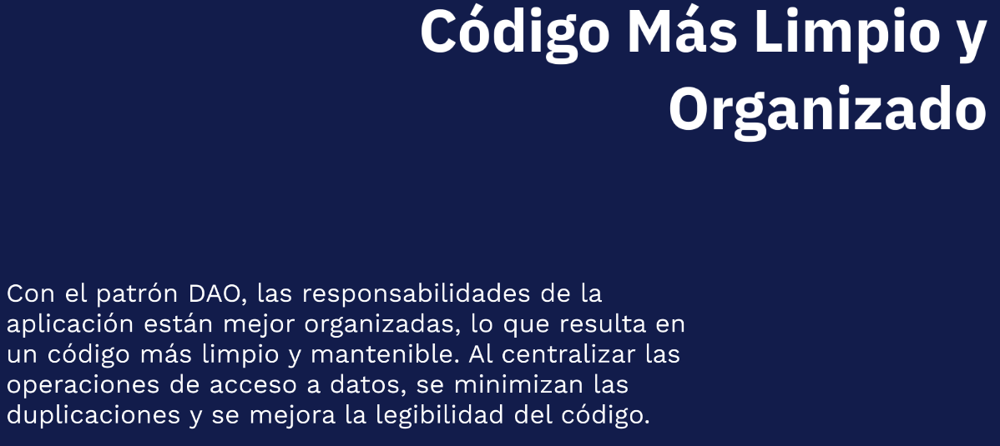 Código Más Limpio y
Organizado
Con el patrón DAO, las responsabilidades de la
aplicación están mejor organizadas, lo que resulta en
un código más limpio y mantenible. Al centralizar las
operaciones de acceso a datos, se minimizan las
duplicaciones y se mejora la legibilidad del código.